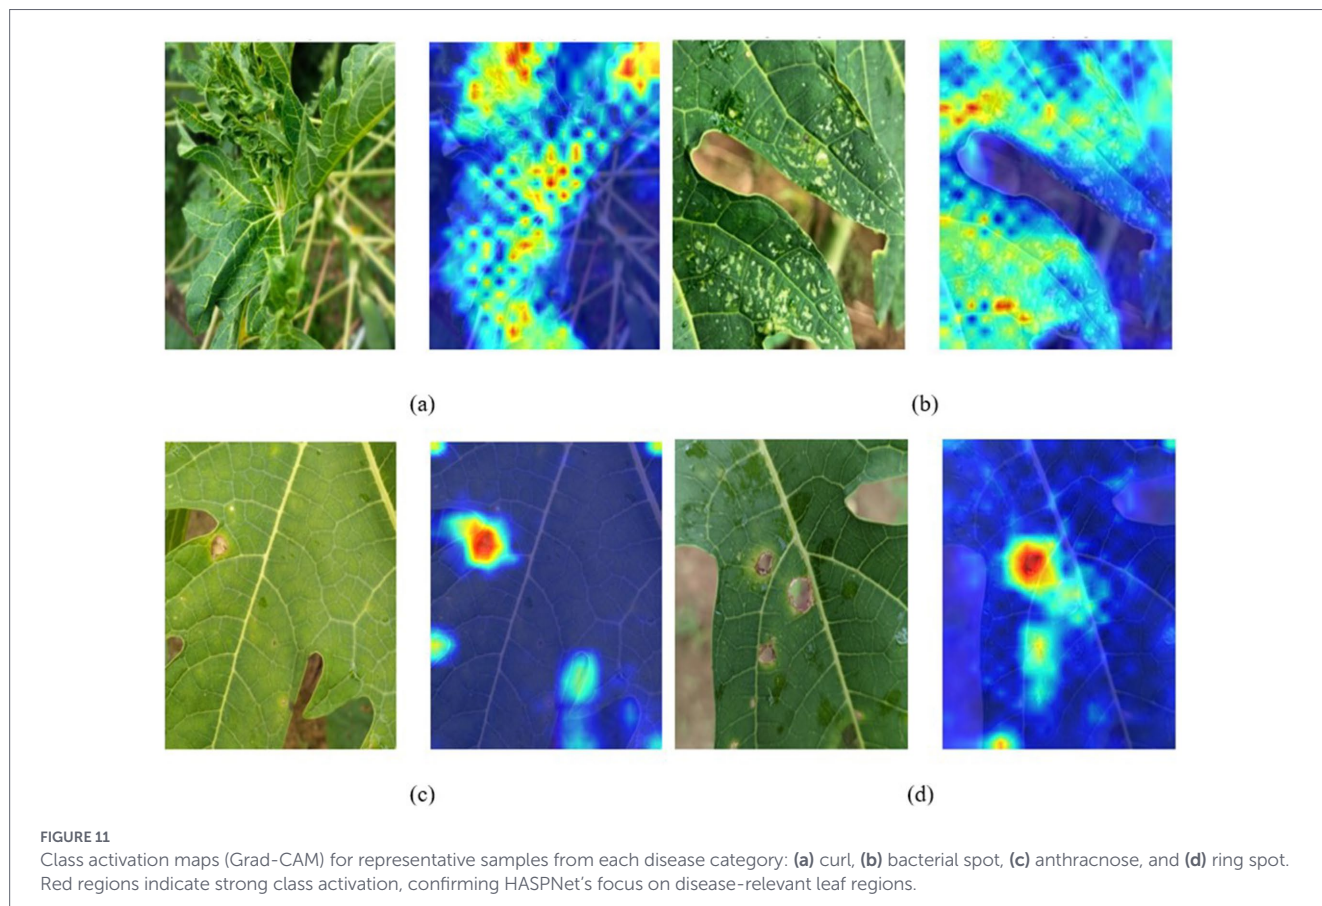 (a)
(b)
(c)
(d)
FIGURE 11
Class activation maps (Grad-CAM) for representative samples from each disease category: (a) curl, (b) bacterial spot, (c) anthracnose, and (d) ring spot.
Red regions indicate strong class activation, confirming HASPNet’s focus on disease-relevant leaf regions.